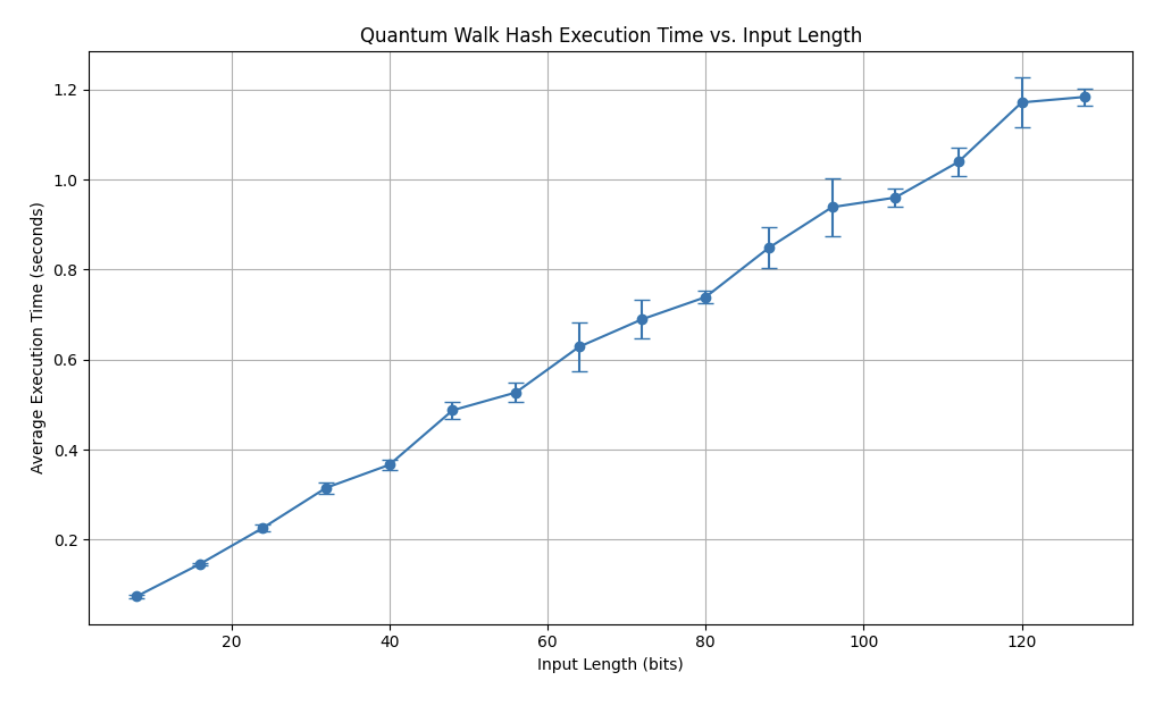 Quantum Walk Hash Execution Time vs. Input Length
Average Execution Time (seconds)
1.2
1.0
0.8
0.6
0.4
0.2
20 40 60 80 100 120
Input Length (bits)